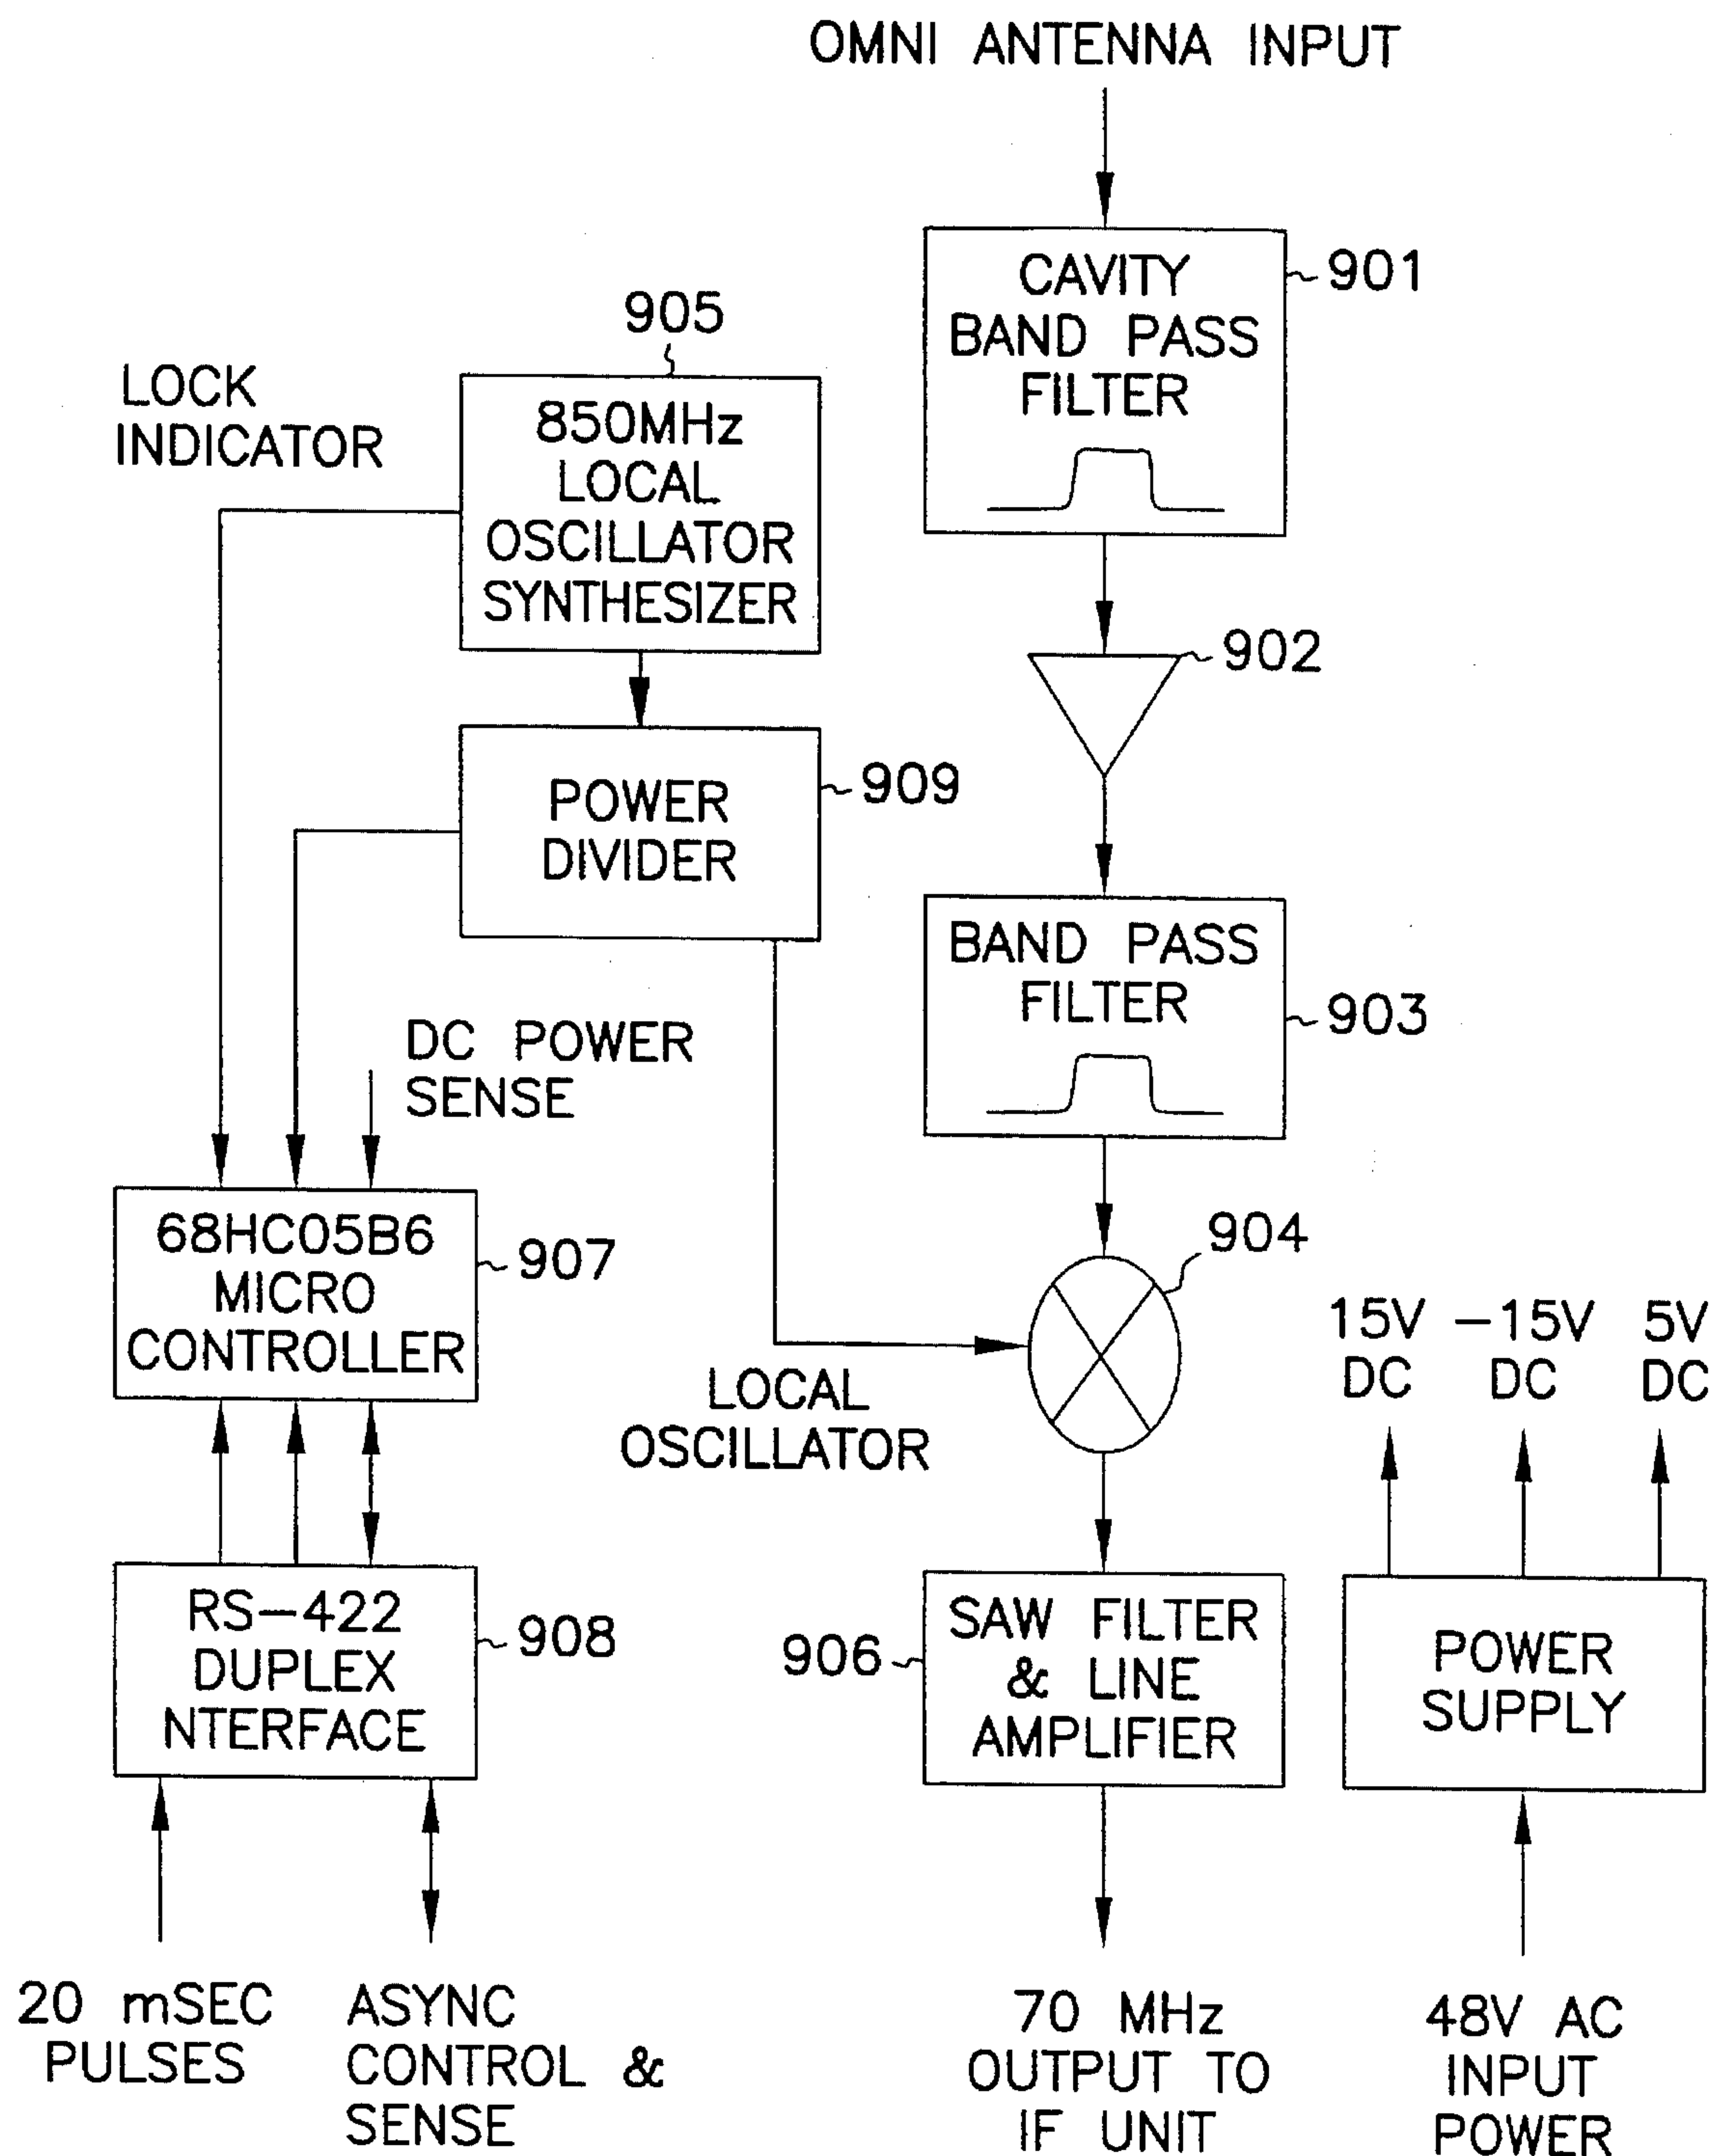 OMNI ANTENNA INPUT
CAVITY
BAND PASS
FILTER
901
905
LOCK
INDICATOR
850MHz
LOCAL
OSCILLATOR
SYNTHESIZER
902
POWER
DIVIDER
909
BAND PASS
FILTER
903
DC POWER
SENSE
68HC05B6
MICRO
CONTROLLER
907
904
LOCAL
OSCILLATOR
15V
DC
-15V
DC
5V
DC
RS-422
DUPLEX
NTERFACE
908
906
SAW FILTER
& LINE
AMPLIFIER
POWER
SUPPLY
20 mSEC
PULSES
ASYNC
CONTROL &
SENSE
70 MHz
OUTPUT TO
IF UNIT
48V AC
INPUT
POWER